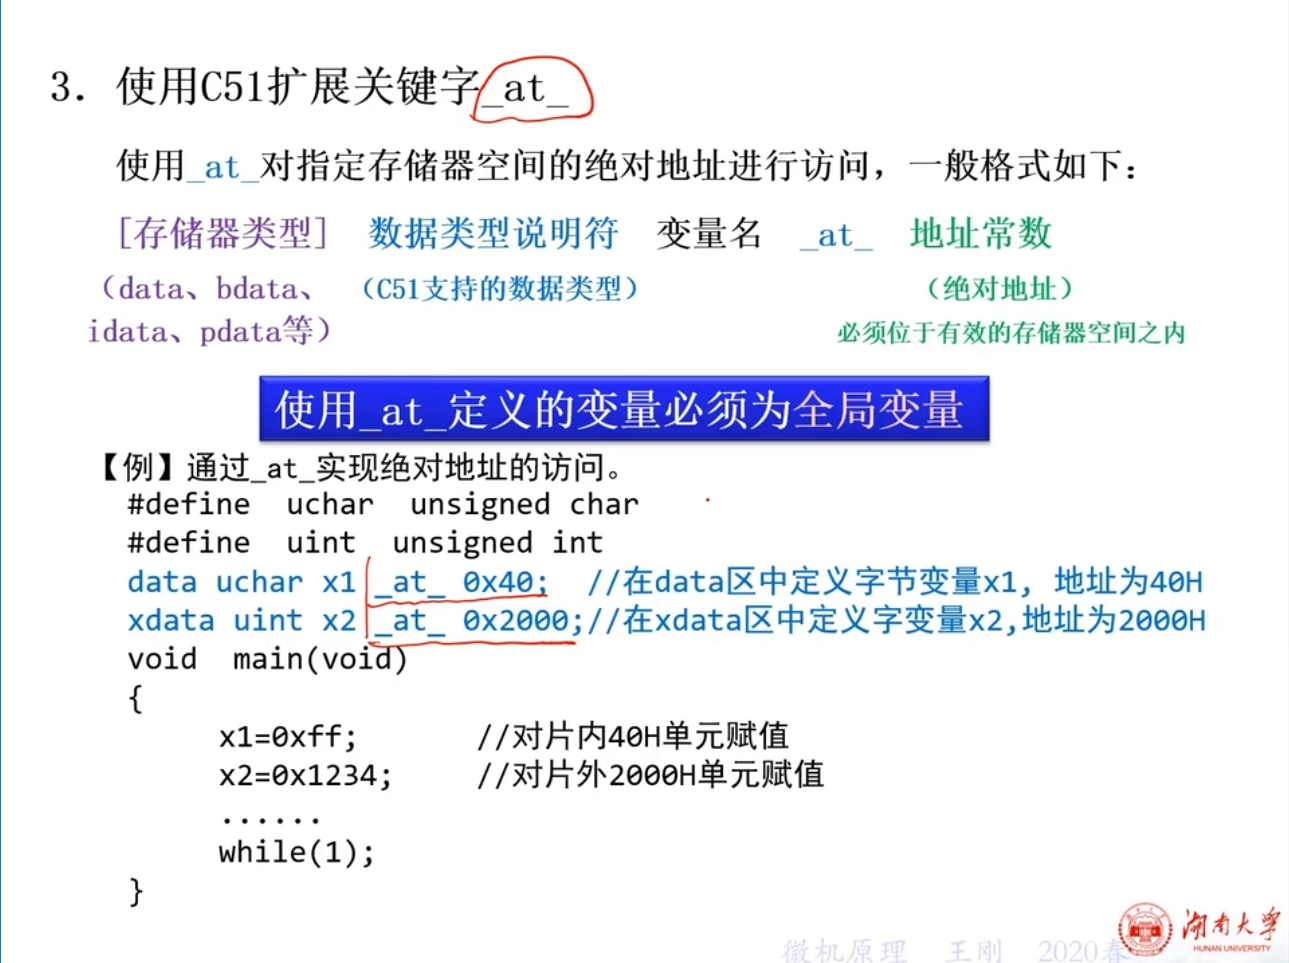 3. 使用C51扩展关键字_at_
使用_at_对指定存储器空间的绝对地址进行访问，一般格式如下：
[存储器类型] 数据类型说明符 变量名 _at_ 地址常数
（data、bdata、 （C51支持的数据类型） （绝对地址）
idata、pdata等） 必须位于有效的存储器空间之内
使用_at_定义的变量必须为全局变量
【例】通过_at_实现绝对地址的访问。
#define uchar unsigned char
#define uint unsigned int
data uchar x1 _at_ 0x40; //在data区中定义字节变量x1, 地址为40H
xdata uint x2 _at_ 0x2000;//在xdata区中定义字变量x2,地址为2000H
void main(void)
{
x1=0xff; //对片内40H单元赋值
x2=0x1234; //对片外2000H单元赋值
......
while(1);
}
湖南大学
HUNAN UNIVERSITY
微机原理 王刚 2020春